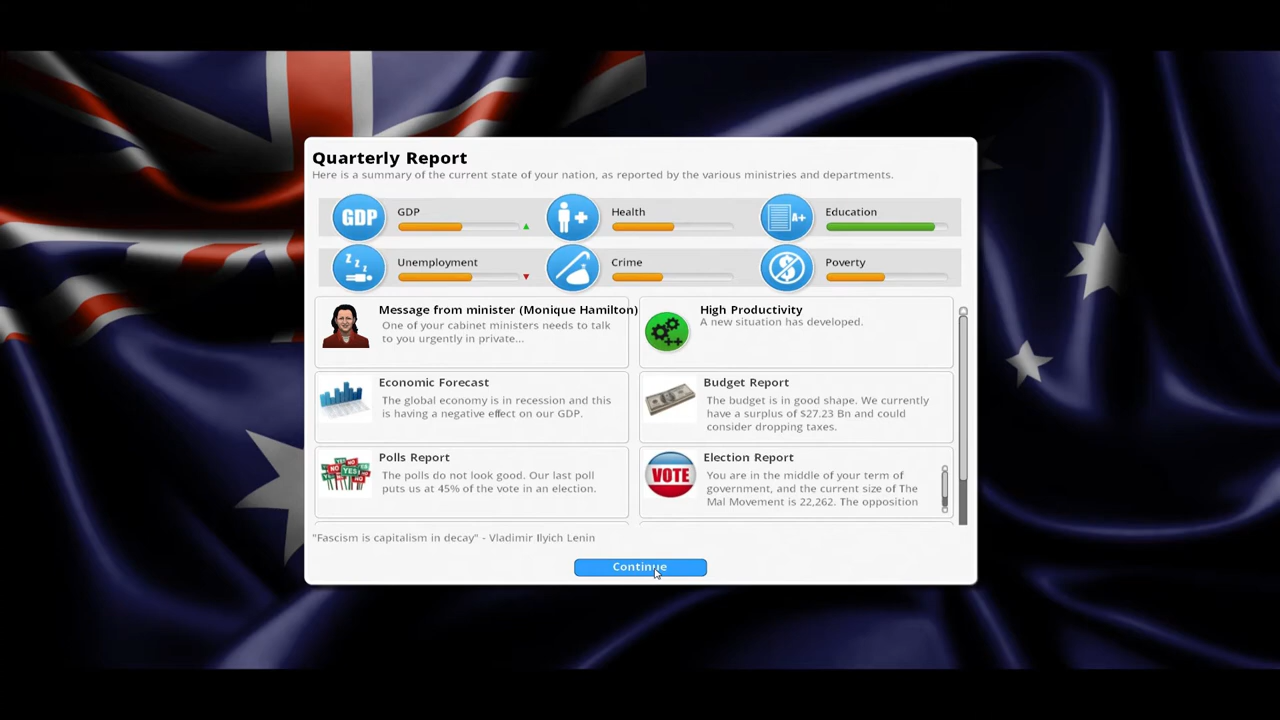 Quarterly Report
Here is a summary of the current state of your nation, as reported by the various ministries and departments.
GDP
GDP
Health
A+
Education
Z Z Z
Unemployment
Crime
$
Poverty
Message from minister (Monique Hamilton)
One of your cabinet ministers needs to talk
to you urgently in private...
High Productivity
A new situation has developed.
Economic Forecast
The global economy is in recession and this
is having a negative effect on our GDP.
Budget Report
The budget is in good shape. We currently
have a surplus of $27.23 Bn and could
consider dropping taxes.
Polls Report
The polls do not look good. Our last poll
puts us at 45% of the vote in an election.
NO YES NO
NO YES NO
VOTE
Election Report
You are in the middle of your term of
government, and the current size of The
Mal Movement is 22,262. The opposition
"Fascism is capitalism in decay" - Vladimir Ilyich Lenin
Continue